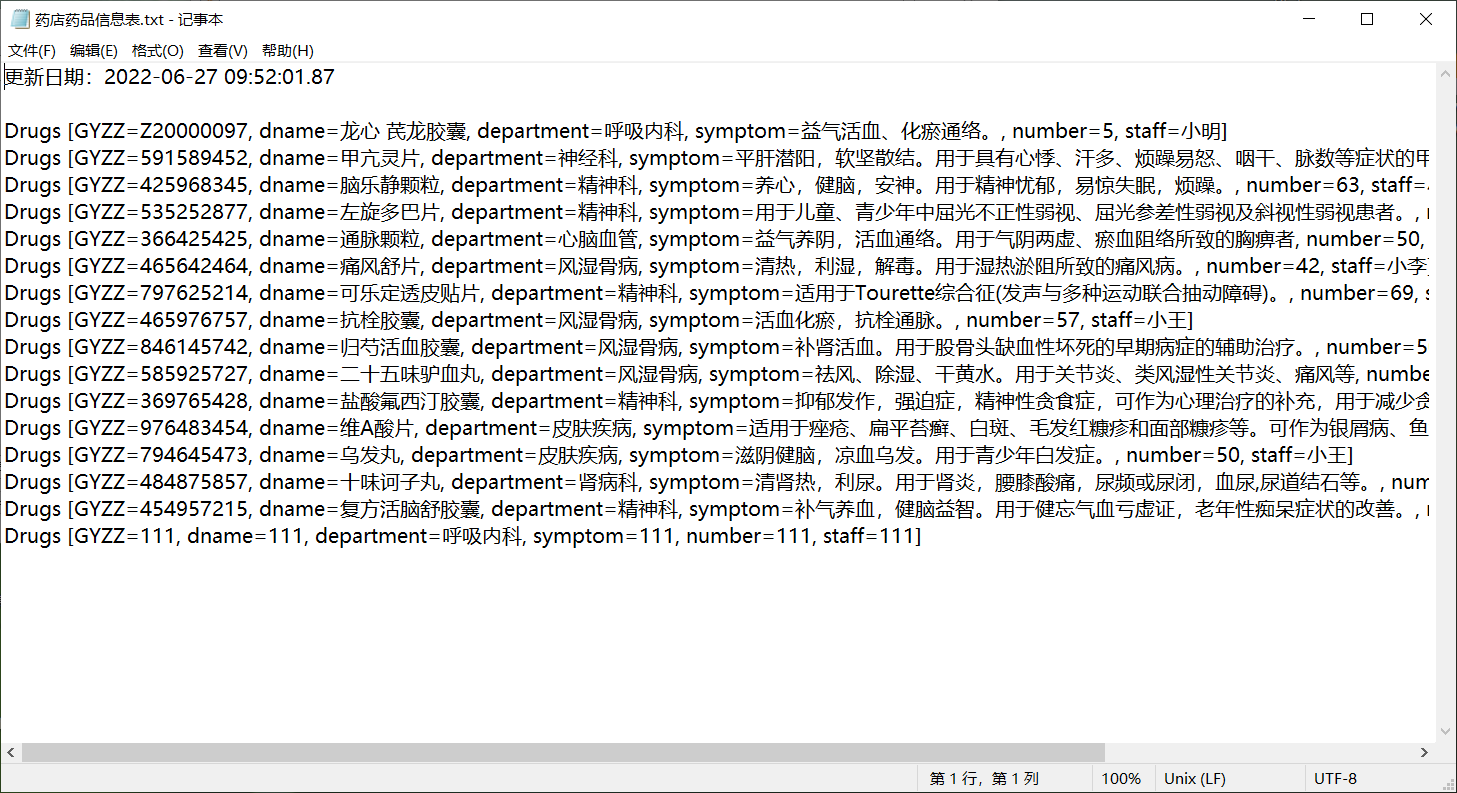 药店药品信息表.txt - 记事本
文件(F) 编辑(E) 格式(O) 查看(V) 帮助(H)
更新日期：2022-06-27 09:52:01.87
Drugs [GYZZ=Z20000097, dname=龙心 芪龙胶囊, department=呼吸内科, symptom=益气活血、化瘀通络。, number=5, staff=小明]
Drugs [GYZZ=591589452, dname=甲亢灵片, department=神经科, symptom=平肝潜阳，软坚散结。用于具有心悸、汗多、烦躁易怒、咽干、脉数等症状的甲
Drugs [GYZZ=425968345, dname=脑乐静颗粒, department=精神科, symptom=养心，健脑，安神。用于精神忧郁，易惊失眠，烦躁。, number=63, staff=
Drugs [GYZZ=535252877, dname=左旋多巴片, department=精神科, symptom=用于儿童、青少年中屈光不正性弱视、屈光参差性弱视及斜视性弱视患者。,
Drugs [GYZZ=366425425, dname=通脉颗粒, department=心脑血管, symptom=益气养阴，活血通络。用于气阴两虚、瘀血阻络所致的胸痹者, number=50,
Drugs [GYZZ=465642464, dname=痛风舒片, department=风湿骨病, symptom=清热，利湿，解毒。用于湿热淤阻所致的痛风病。, number=42, staff=小李]
Drugs [GYZZ=797625214, dname=可乐定透皮贴片, department=精神科, symptom=适用于Tourette综合征(发声与多种运动联合抽动障碍)。, number=69, s
Drugs [GYZZ=465976757, dname=抗栓胶囊, department=风湿骨病, symptom=活血化瘀，抗栓通脉。, number=57, staff=小王]
Drugs [GYZZ=846145742, dname=归芍活血胶囊, department=风湿骨病, symptom=补肾活血。用于股骨头缺血性坏死的早期病症的辅助治疗。, number=5
Drugs [GYZZ=585925727, dname=二十五味驴血丸, department=风湿骨病, symptom=祛风、除湿、干黄水。用于关节炎、类风湿性关节炎、痛风等, numbe
Drugs [GYZZ=369765428, dname=盐酸氟西汀胶囊, department=精神科, symptom=抑郁发作，强迫症，精神性贪食症，可作为心理治疗的补充，用于减少贪
Drugs [GYZZ=976483454, dname=维A酸片, department=皮肤疾病, symptom=适用于痤疮、扁平苔癣、白斑、毛发红糠疹和面部糠疹等。可作为银屑病、鱼
Drugs [GYZZ=794645473, dname=乌发丸, department=皮肤疾病, symptom=滋阴健脑，凉血乌发。用于青少年白发症。, number=50, staff=小王]
Drugs [GYZZ=484875857, dname=十味诃子丸, department=肾病科, symptom=清肾热，利尿。用于肾炎，腰膝酸痛，尿频或尿闭，血尿,尿道结石等。, num
Drugs [GYZZ=454957215, dname=复方活脑舒胶囊, department=精神科, symptom=补气养血，健脑益智。用于健忘气血亏虚证，老年性痴呆症状的改善。,
Drugs [GYZZ=111, dname=111, department=呼吸内科, symptom=111, number=111, staff=111]
第 1 行，第 1 列 100% Unix (LF) UTF-8